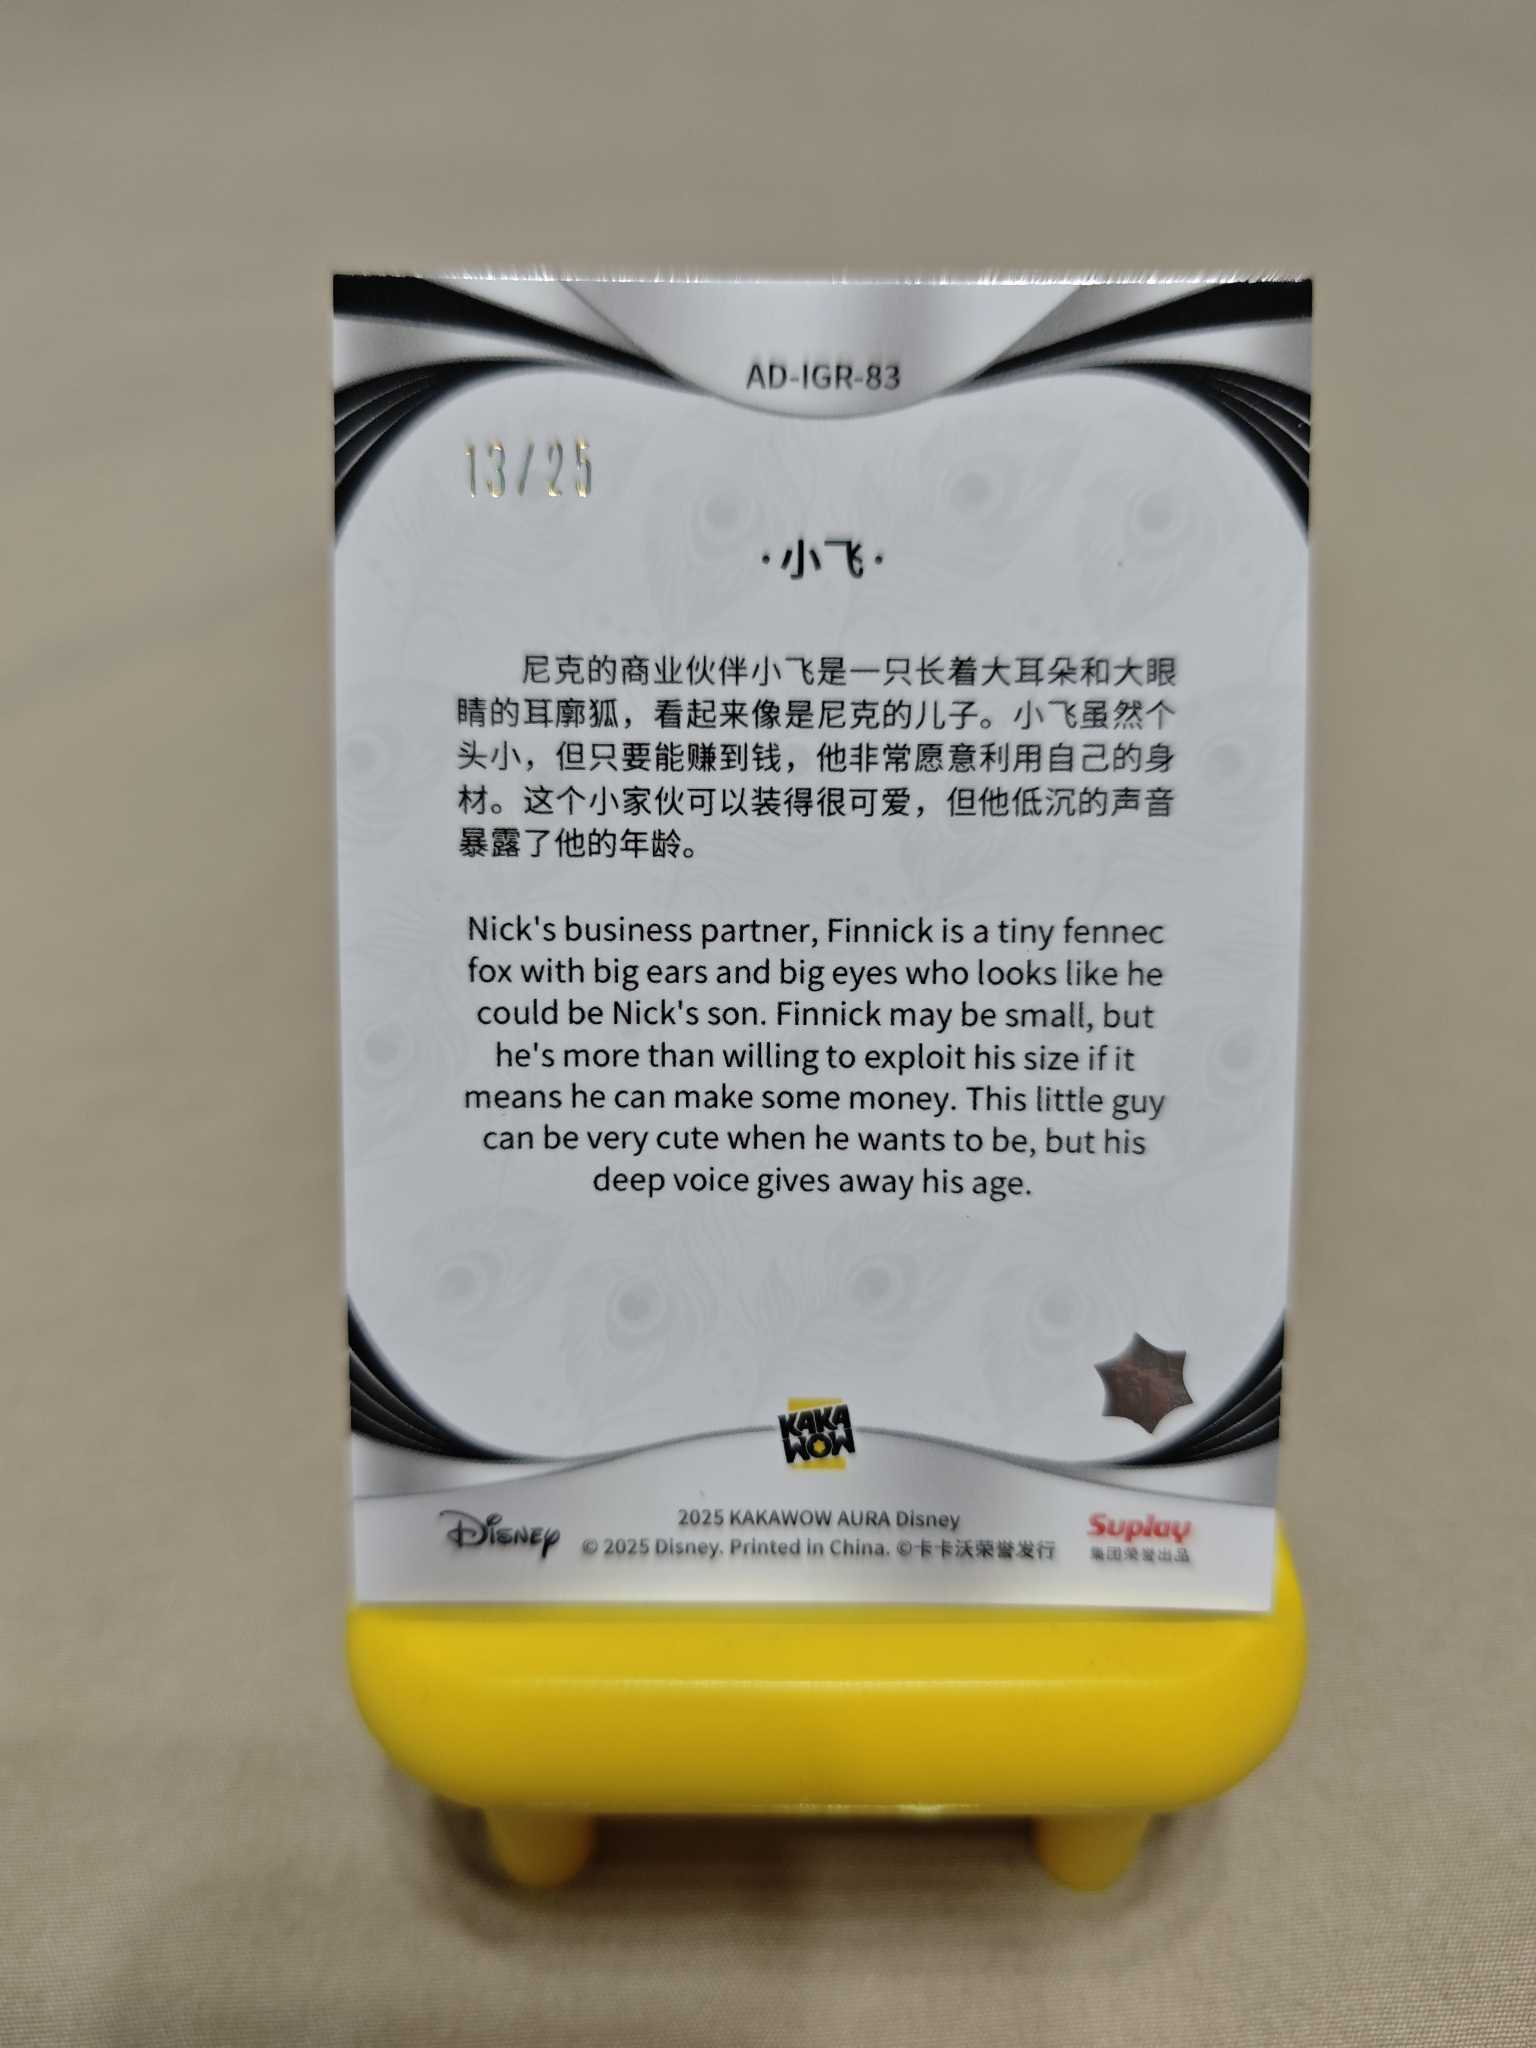 AD-IGR-83
13/25
·小飞·
尼克的商业伙伴小飞是一只长着大耳朵和大眼
睛的耳廓狐，看起来像是尼克的儿子。小飞虽然个
头小，但只要能赚到钱，他非常愿意利用自己的身
材。这个小家伙可以装得很可爱，但他低沉的声音
暴露了他的年龄。
Nick's business partner, Finnick is a tiny fennec
fox with big ears and big eyes who looks like he
could be Nick's son. Finnick may be small, but
he's more than willing to exploit his size if it
means he can make some money. This little guy
can be very cute when he wants to be, but his
deep voice gives away his age.
KAKA
WOW
Disney
2025 KAKAWOW AURA Disney
© 2025 Disney. Printed in China. ©卡卡沃荣誉发行
Suplay
集团荣誉出品